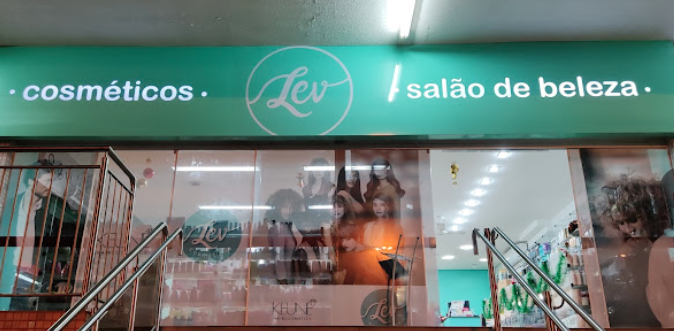 · cosméticos ·
Lev
· salão de beleza ·
Lev
KEUNE
Lev